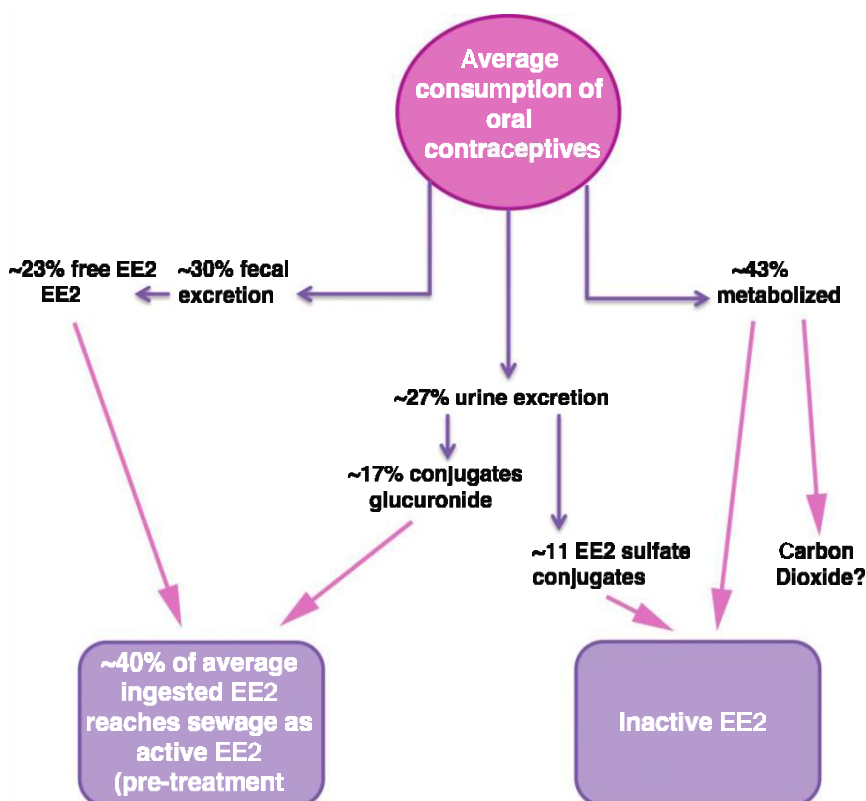 Average
consumption of
oral
contraceptives
~23% free EE2
EE2
~30% fecal
excretion
~43%
metabolized
~27% urine excretion
~17% conjugates
glucuronide
~11 EE2 sulfate
conjugates
Carbon
Dioxide?
~40% of average
ingested EE2
reaches sewage as
active EE2
(pre-treatment
Inactive EE2